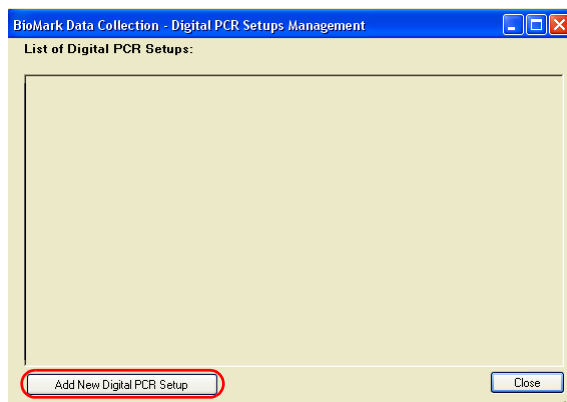 BioMark Data Collection - Digital PCR Setups Management
List of Digital PCR Setups:
Add New Digital PCR Setup
Close